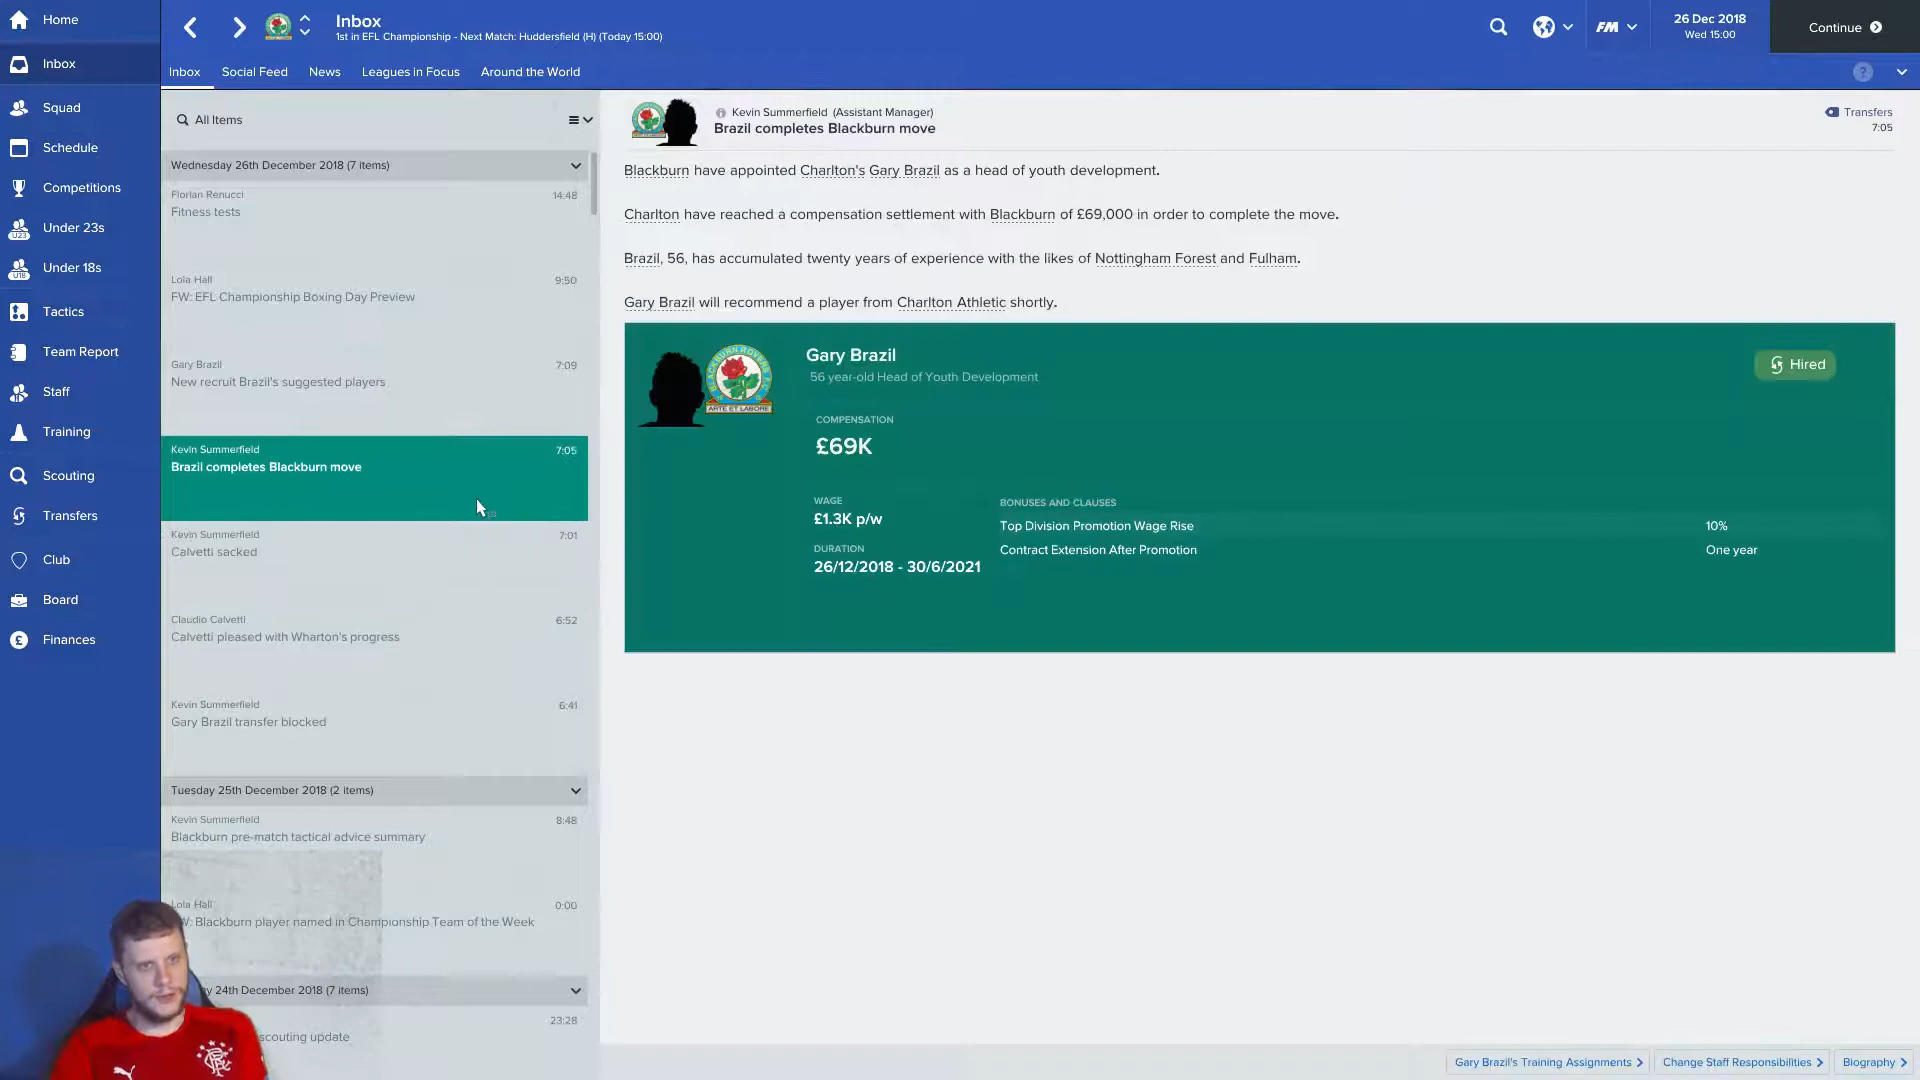 Home
Inbox
Squad
Schedule
Competitions
Under 23s
Under 18s
Tactics
Team Report
Staff
Training
Scouting
Transfers
Club
Board
Finances
Inbox
1st in EFL Championship - Next Match: Huddersfield (H) (Today 15:00)
FM
26 Dec 2018
Wed 15:00
Continue
Inbox Social Feed News Leagues in Focus Around the World
All Items
Wednesday 26th December 2018 (7 items)
Florian Renucci 14:48
Fitness tests
Lola Hall 9:50
FW: EFL Championship Boxing Day Preview
Gary Brazil 7:09
New recruit Brazil's suggested players
Kevin Summerfield 7:05
Brazil completes Blackburn move
Kevin Summerfield 7:01
Calvetti sacked
Claudio Calvetti 6:52
Calvetti pleased with Wharton's progress
Kevin Summerfield 6:41
Gary Brazil transfer blocked
Tuesday 25th December 2018 (2 items)
Kevin Summerfield 8:48
Blackburn pre-match tactical advice summary
Lola Hall 0:00
W: Blackburn player named in Championship Team of the Week
24th December 2018 (7 items)
23:28
scouting update
Kevin Summerfield (Assistant Manager)
Brazil completes Blackburn move
Transfers
7:05
Blackburn have appointed Charlton's Gary Brazil as a head of youth development.
Charlton have reached a compensation settlement with Blackburn of £69,000 in order to complete the move.
Brazil, 56, has accumulated twenty years of experience with the likes of Nottingham Forest and Fulham.
Gary Brazil will recommend a player from Charlton Athletic shortly.
BLACKBURN ROVERS F.C.
ARTE ET LABORE
Gary Brazil
56 year-old Head of Youth Development
Hired
COMPENSATION
£69K
WAGE
£1.3K p/w
DURATION
26/12/2018 - 30/6/2021
BONUSES AND CLAUSES
Top Division Promotion Wage Rise 10%
Contract Extension After Promotion One year
Gary Brazil's Training Assignments
Change Staff Responsibilities
Biography